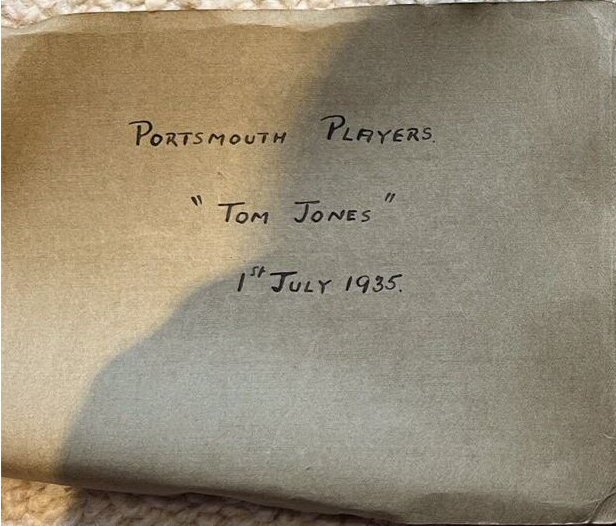 PORTSMOUTH PLAYERS.
" TOM JONES "
1st JULY 1935.